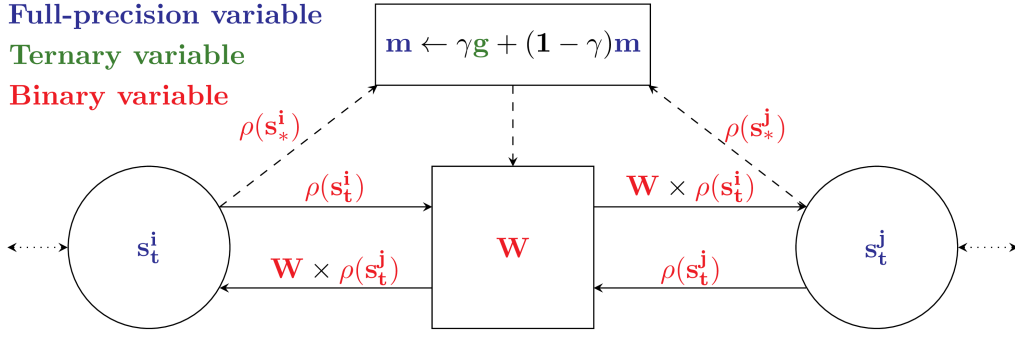 Full-precision variable
Ternary variable
Binary variable
m ← γg + (1 − γ)m
ρ(s^i_*)
ρ(s^j_*)
ρ(s^i_t)
W × ρ(s^i_t)
s^i_t
W
s^j_t
W × ρ(s^j_t)
ρ(s^j_t)